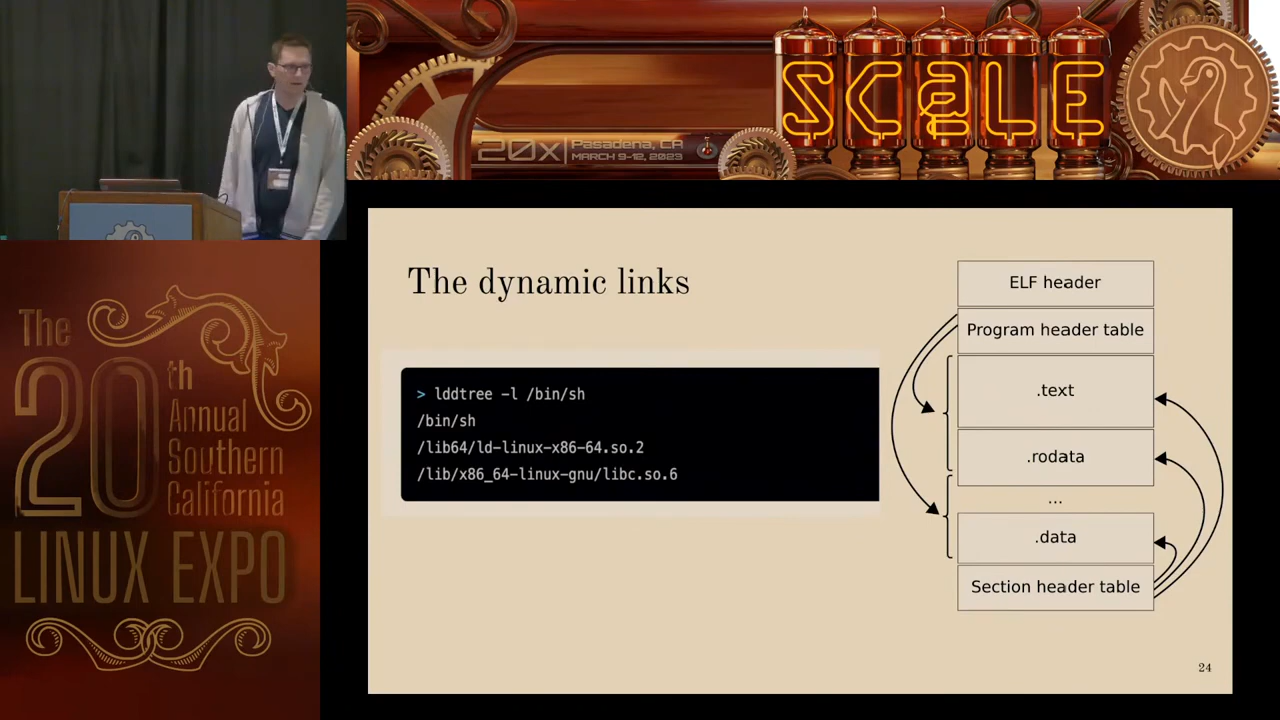 SCaLE
20x
Pasadena, CA
MARCH 9-12, 2023
The
20th
Annual
Southern
California
LINUX EXPO
The dynamic links
> lddtree -l /bin/sh
/bin/sh
/lib64/ld-linux-x86-64.so.2
/lib/x86_64-linux-gnu/libc.so.6
ELF header
Program header table
.text
.rodata
...
.data
Section header table
24